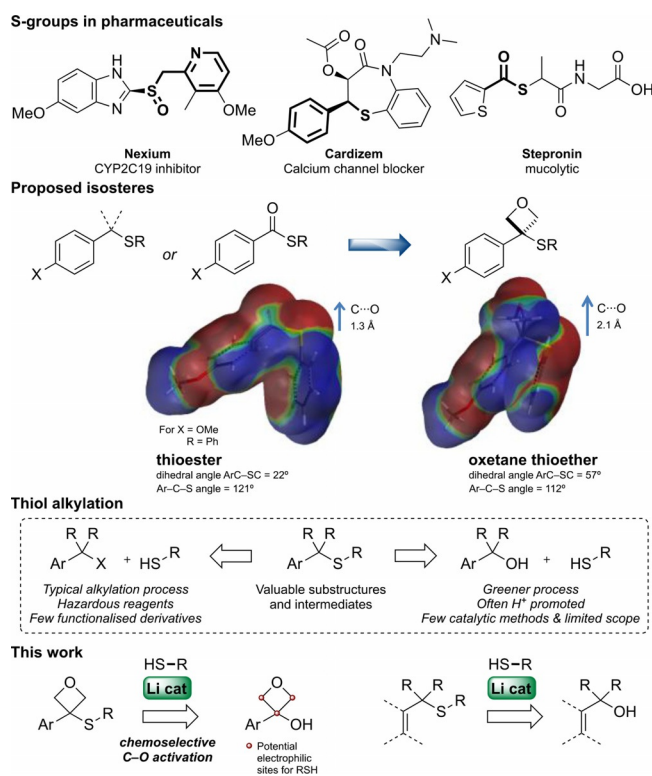 S-groups in pharmaceuticals
NH
N
MeO
S
O
N
OMe
Nexium
CYP2C19 inhibitor
O
O
O
N
N
S
MeO
Cardizem
Calcium channel blocker
O
S
S
O
HN
O
OH
Stepronin
mucolytic
Proposed isosteres
SR
X
or
O
SR
X
O
SR
X
C···O
1.3 Å
C···O
2.1 Å
For X = OMe
R = Ph
thioester
dihedral angle ArC–SC = 22º
Ar–C–S angle = 121º
oxetane thioether
dihedral angle ArC–SC = 57º
Ar–C–S angle = 112º
Thiol alkylation
R R
Ar X + HS R
Typical alkylation process
Hazardous reagents
Few functionalised derivatives
R R
Ar S R
Valuable substructures
and intermediates
R R
Ar OH + HS R
Greener process
Often H⁺ promoted
Few catalytic methods & limited scope
This work
O
Ar S R
HS–R
Li cat
chemoselective
C–O activation
O
Ar OH
Potential
electrophilic
sites for RSH
R R
S R
HS–R
Li cat
R R
OH